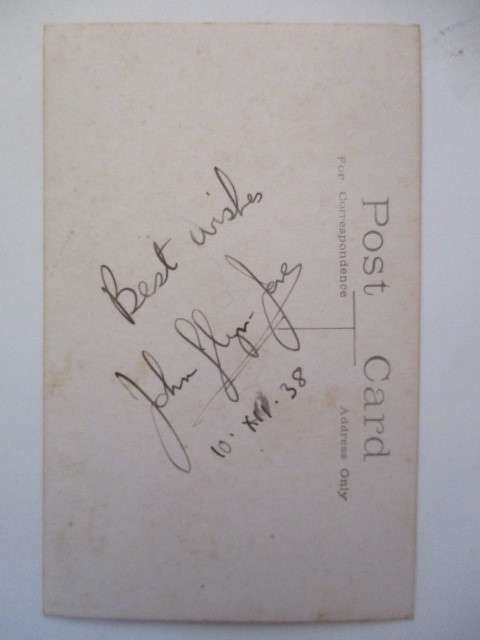 Post Card
For Correspondence
Address Only
Best wishes
John Glyn-Jones
10. XII. 38